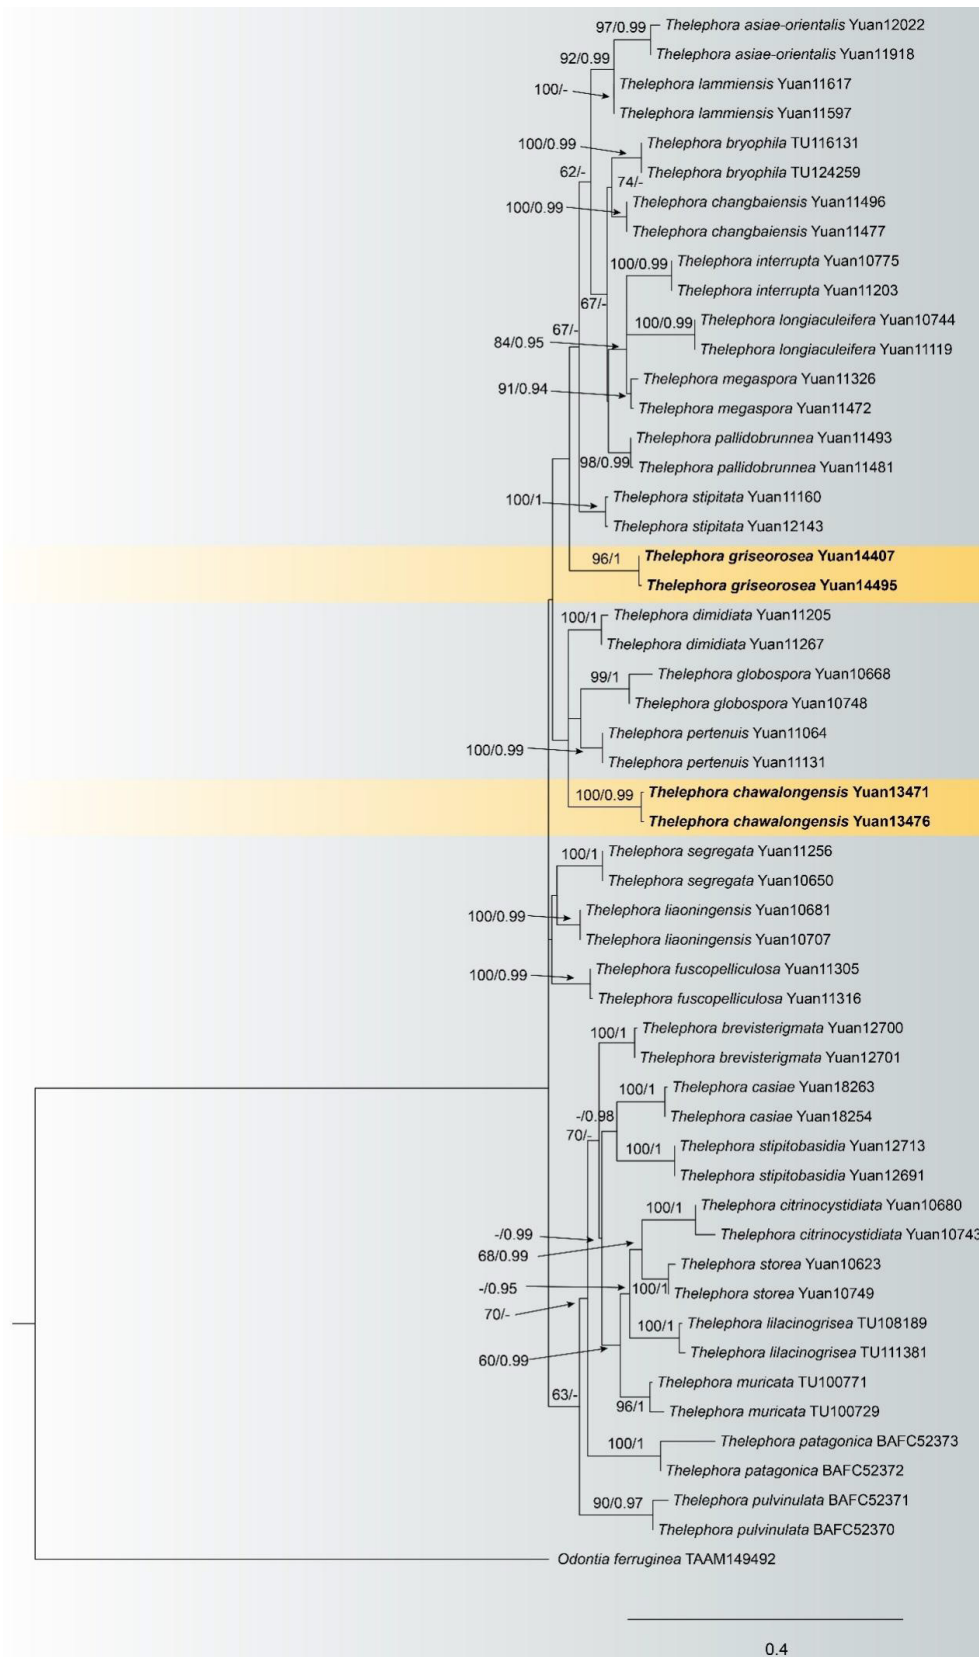 97/0.99
Thelephora asiae-orientalis Yuan12022
Thelephora asiae-orientalis Yuan11918
92/0.99
Thelephora lammiensis Yuan11617
100/-
Thelephora lammiensis Yuan11597
100/0.99
Thelephora bryophila TU116131
Thelephora bryophila TU124259
62/-
74/-
Thelephora changbaiensis Yuan11496
100/0.99
Thelephora changbaiensis Yuan11477
100/0.99
Thelephora interrupta Yuan10775
Thelephora interrupta Yuan11203
67/-
100/0.99
Thelephora longiaculeifera Yuan10744
67/-
84/0.95
Thelephora longiaculeifera Yuan11119
Thelephora megaspora Yuan11326
91/0.94
Thelephora megaspora Yuan11472
Thelephora pallidobrunnea Yuan11493
98/0.99
Thelephora pallidobrunnea Yuan11481
100/1
Thelephora stipitata Yuan11160
Thelephora stipitata Yuan12143
96/1
Thelephora griseorosea Yuan14407
Thelephora griseorosea Yuan14495
100/1
Thelephora dimidiata Yuan11205
Thelephora dimidiata Yuan11267
99/1
Thelephora globospora Yuan10668
Thelephora globospora Yuan10748
Thelephora pertenuis Yuan11064
100/0.99
Thelephora pertenuis Yuan11131
100/0.99
Thelephora chawalongensis Yuan13471
Thelephora chawalongensis Yuan13476
100/1
Thelephora segregata Yuan11256
Thelephora segregata Yuan10650
100/0.99
Thelephora liaoningensis Yuan10681
Thelephora liaoningensis Yuan10707
100/0.99
Thelephora fuscopelliculosa Yuan11305
Thelephora fuscopelliculosa Yuan11316
100/1
Thelephora brevisterigmata Yuan12700
Thelephora brevisterigmata Yuan12701
100/1
Thelephora casiae Yuan18263
-/0.98
Thelephora casiae Yuan18254
70/-
100/1
Thelephora stipitobasidia Yuan12713
Thelephora stipitobasidia Yuan12691
100/1
Thelephora citrinocystidiata Yuan10680
-/0.99
Thelephora citrinocystidiata Yuan10743
68/0.99
Thelephora storea Yuan10623
-/0.95
100/1
Thelephora storea Yuan10749
70/-
100/1
Thelephora lilacinogrisea TU108189
60/0.99
Thelephora lilacinogrisea TU111381
Thelephora muricata TU100771
63/-
96/1
Thelephora muricata TU100729
100/1
Thelephora patagonica BAFC52373
Thelephora patagonica BAFC52372
90/0.97
Thelephora pulvinulata BAFC52371
Thelephora pulvinulata BAFC52370
Odontia ferruginea TAAM149492
0.4